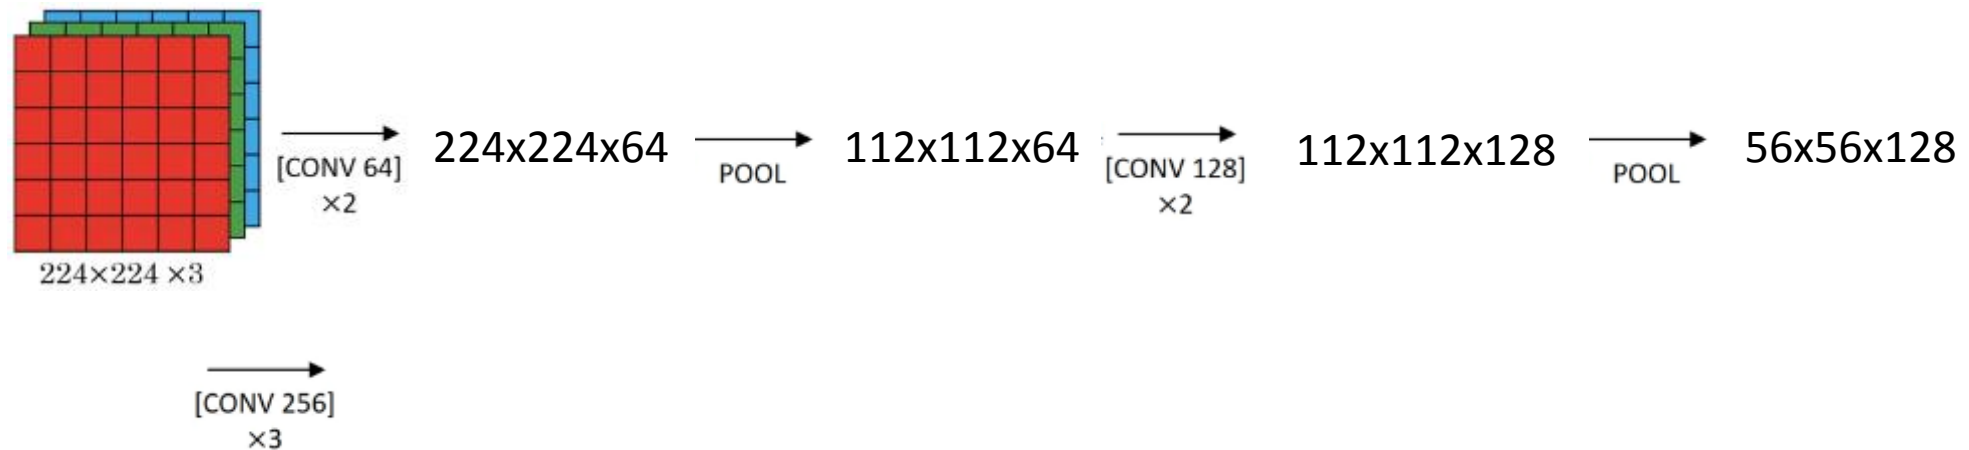 224×224 ×3
[CONV 64]
×2
224x224x64
POOL
112x112x64
[CONV 128]
×2
112x112x128
POOL
56x56x128
[CONV 256]
×3